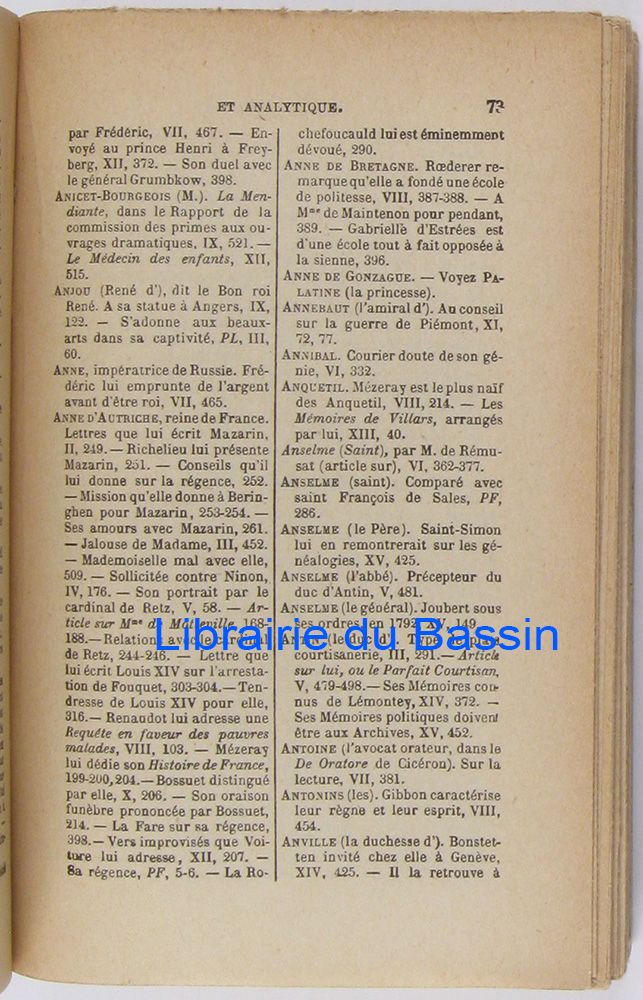 ET ANALYTIQUE. 73
par Frédéric, VII, 467. — En-
voyé au prince Henri à Frey-
berg, XII, 372. — Son duel avec
le général Grumbkow, 398.
ANICET-BOURGEOIS (M.). La Men-
diante, dans le Rapport de la
commission des primes aux ou-
vrages dramatiques, IX, 521. —
Le Médecin des enfants, XII,
515.
ANJOU (René d'), dit le Bon roi
René. A sa statue à Angers, IX,
122. — S'adonne aux beaux-
arts dans sa captivité, PL, III,
60.
ANNE, impératrice de Russie. Fré-
déric lui emprunte de l'argent
avant d'être roi, VII, 465.
ANNE D'AUTRICHE, reine de France.
Lettres que lui écrit Mazarin,
II, 249. — Richelieu lui présente
Mazarin, 251. — Conseils qu'il
lui donne sur la régence, 252.
— Mission qu'elle donne à Berin-
ghen pour Mazarin, 253-254. —
Ses amours avec Mazarin, 261.
— Jalouse de Madame, III, 452.
— Mademoiselle mal avec elle,
509. — Sollicitée contre Ninon,
IV, 176. — Son portrait par le
cardinal de Retz, V, 58. — Ar-
ticle sur Mme de Motteville, 168-
188. — Relations avec le cardinal
de Retz, 244-246. — Lettre que
lui écrit Louis XIV sur l'arresta-
tion de Fouquet, 303-304. — Ten-
dresse de Louis XIV pour elle,
316. — Renaudot lui adresse une
Requête en faveur des pauvres
malades, VIII, 103. — Mézeray
lui dédie son Histoire de France,
199-200, 204. — Bossuet distingué
par elle, X, 206. — Son oraison
funèbre prononcée par Bossuet,
214. — La Fare sur sa régence,
398. — Vers improvisés que Voi-
ture lui adresse, XII, 207. —
Sa régence, PF, 5-6. — La Ro-
chefoucauld lui est éminemment
dévoué, 290.
ANNE DE BRETAGNE. Rœderer re-
marque qu'elle a fondé une école
de politesse, VIII, 387-388. — A
Mme de Maintenon pour pendant,
389. — Gabrielle d'Estrées est
d'une école tout à fait opposée à
la sienne, 396.
ANNE DE GONZAGUE. — Voyez PA-
LATINE (la princesse).
ANNEBAUT (l'amiral d'). Au conseil
sur la guerre de Piémont, XI,
72, 77.
ANNIBAL. Courier doute de son gé-
nie, VI, 332.
ANQUETIL. Mézeray est le plus naïf
des Anquetil, VIII, 214. — Les
Mémoires de Villars, arrangés
par lui, XIII, 40.
Anselme (Saint), par M. de Rému-
sat (article sur), VI, 362-377.
ANSELME (saint). Comparé avec
saint François de Sales, PF,
286.
ANSELME (le Père). Saint-Simon
lui en remontrerait sur les gé-
néalogies, XV, 425.
ANSELME (l'abbé). Précepteur du
duc d'Antin, V, 481.
ANSELME (le général). Joubert sous
ses ordres en 1792, XV, 149.
ANTIN (le duc d'). Type de plate
courtisanerie, III, 291. — Article
sur lui, ou le Parfait Courtisan,
V, 479-498. — Ses Mémoires con-
nus de Lémontey, XIV, 372. —
Ses Mémoires politiques doivent
être aux Archives, XV, 452.
ANTOINE (l'avocat orateur, dans le
De Oratore de Cicéron). Sur la
lecture, VII, 381.
ANTONINS (les). Gibbon caractérise
leur règne et leur esprit, VIII,
454.
ANVILLE (la duchesse d'). Bonstet-
ten invité chez elle à Genève,
XIV, 425. — Il la retrouve à
Librairie du Bassin